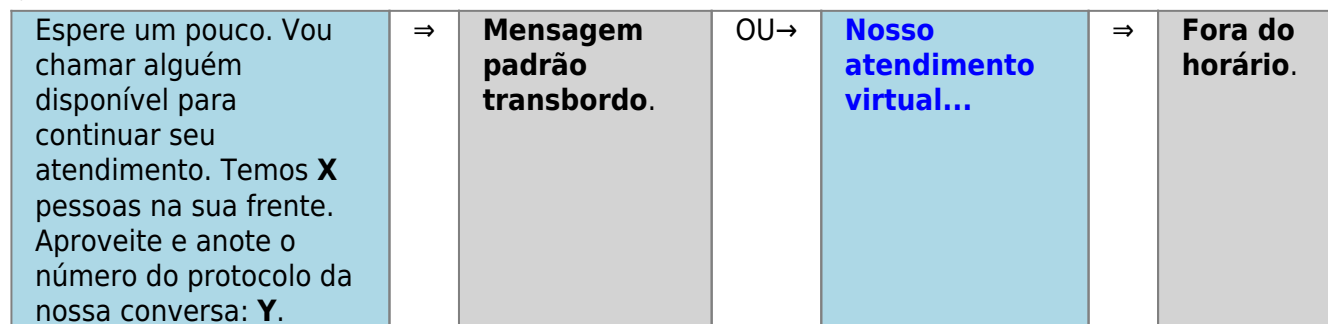 Espere um pouco. Vou
chamar alguém
disponível para
continuar seu
atendimento. Temos X
pessoas na sua frente.
Aproveite e anote o
número do protocolo da
nossa conversa: Y.
⇒
Mensagem
padrão
transbordo.
OU→
Nosso
atendimento
virtual...
⇒
Fora do
horário.